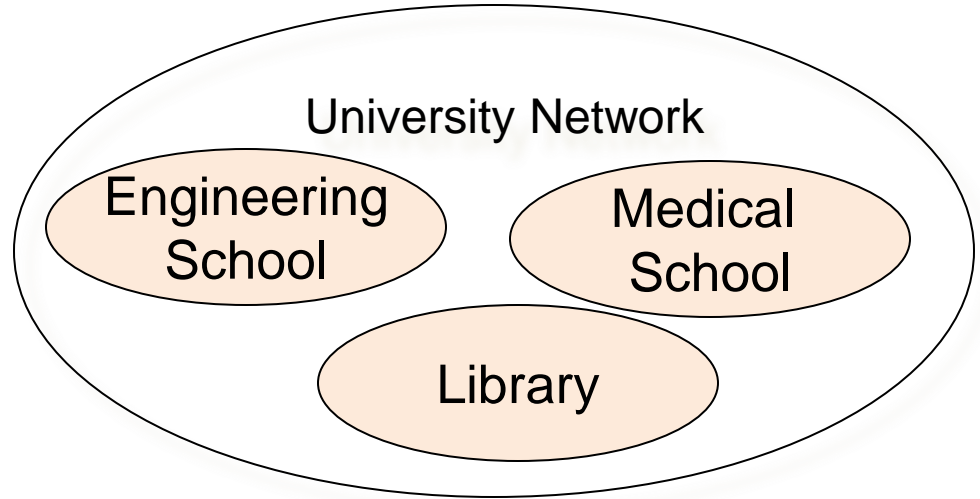 University Network
Engineering
School
Medical
School
Library